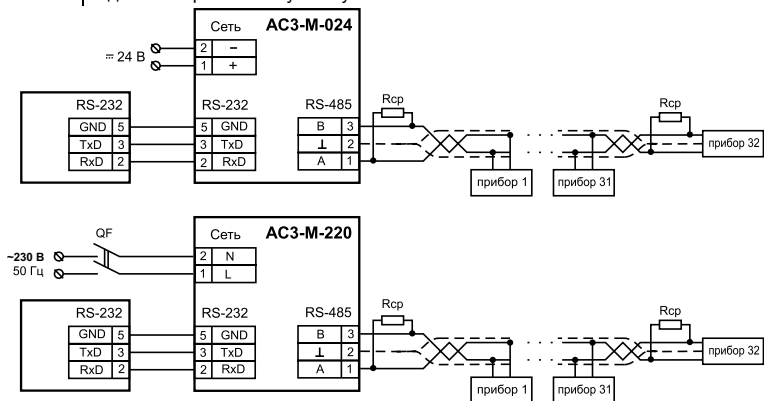 Сеть AC3-M-024
⎓ 24 В
2 –
1 +
RS-232 RS-232 RS-485 Rср Rср
GND 5 5 GND B 3
TxD 3 3 TxD ⊥ 2 прибор 32
RxD 2 2 RxD A 1
прибор 1 прибор 31
QF Сеть AC3-M-220
~230 В 2 N
50 Гц 1 L
RS-232 RS-232 RS-485 Rср Rср
GND 5 5 GND B 3
TxD 3 3 TxD ⊥ 2 прибор 32
RxD 2 2 RxD A 1
прибор 1 прибор 31